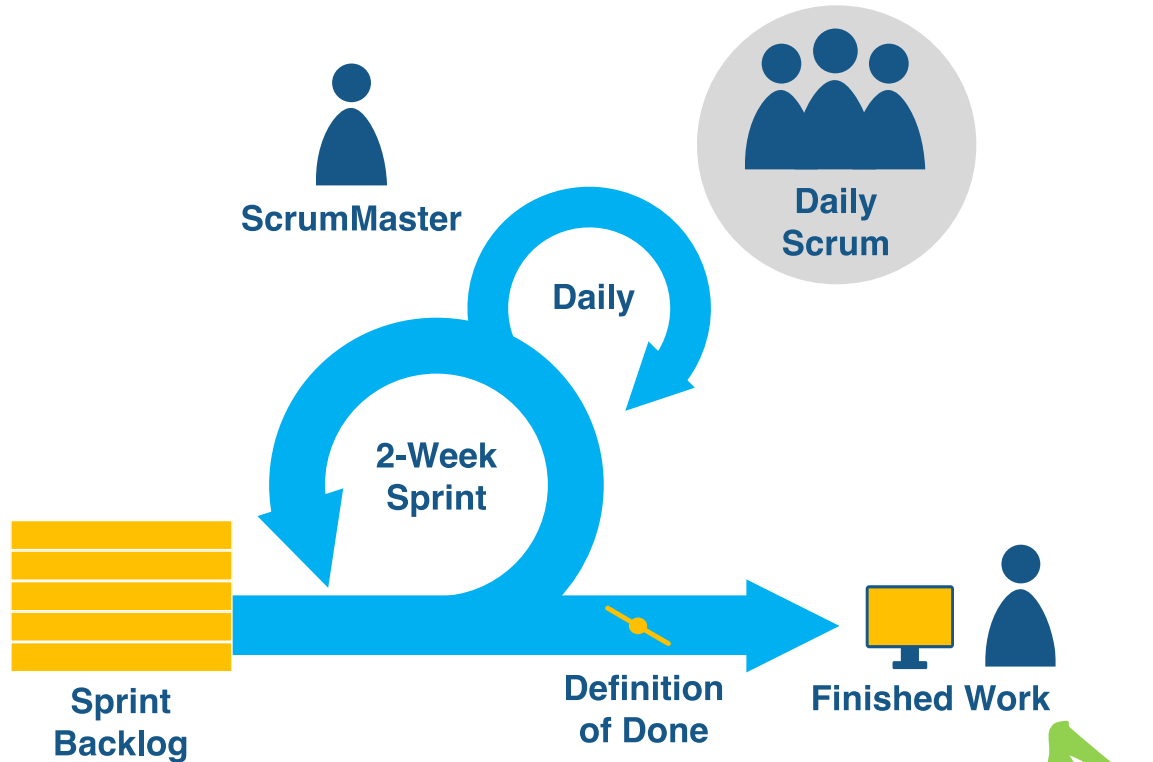 ScrumMaster
Daily
Scrum
Daily
2-Week
Sprint
Sprint
Backlog
Definition
of Done
Finished Work